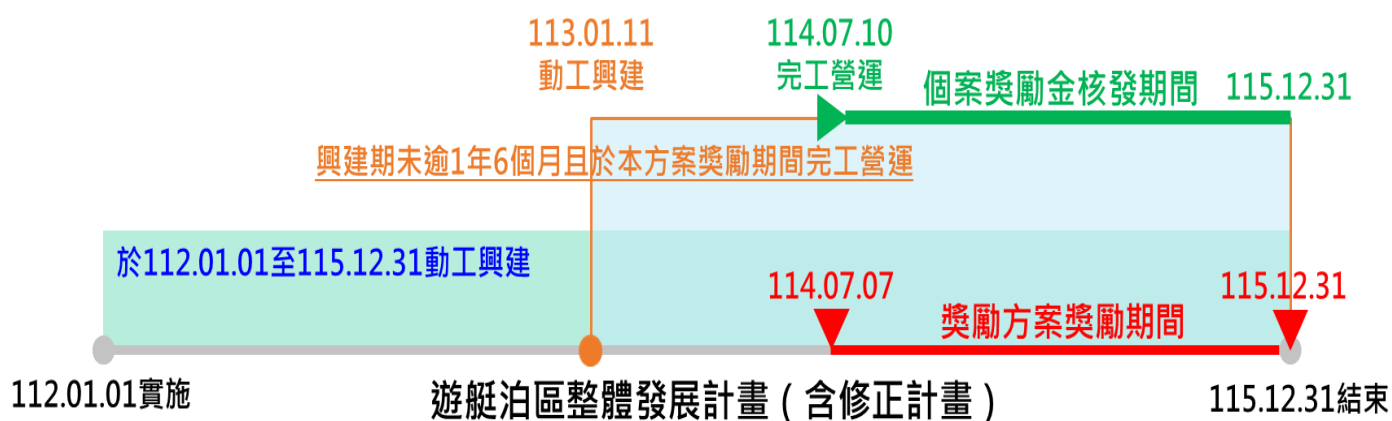 113.01.11
動工興建
114.07.10
完工營運
個案獎勵金核發期間
115.12.31
興建期未逾1年6個月且於本方案獎勵期間完工營運
於112.01.01至115.12.31動工興建
114.07.07
115.12.31
獎勵方案獎勵期間
112.01.01實施
遊艇泊區整體發展計畫(含修正計畫)
115.12.31結束